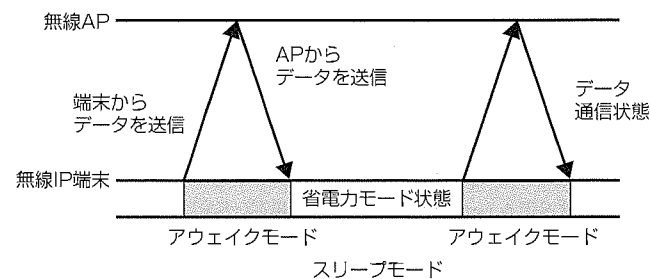 無線AP
APから
データを送信
端末から
データを送信
データ
通信状態
無線IP端末
省電力モード状態
アウェイクモード
アウェイクモード
スリープモード